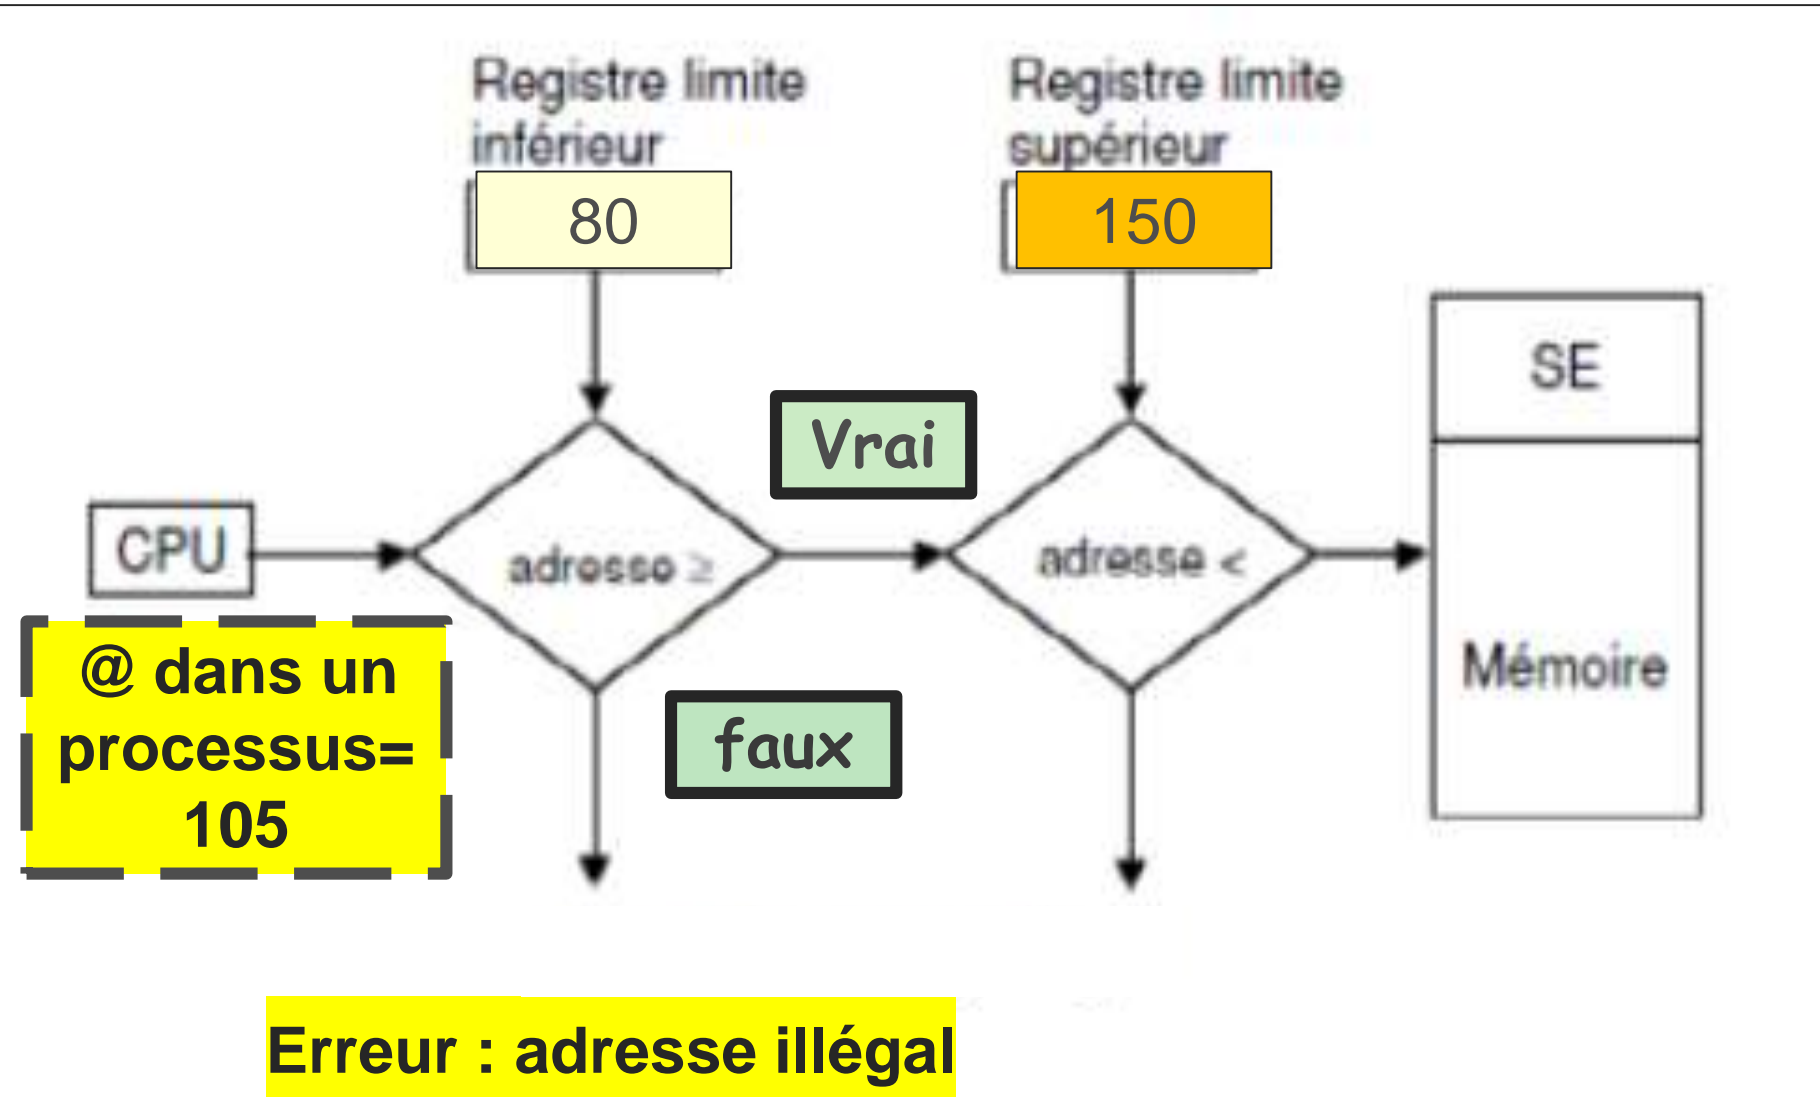 Registre limite
inférieur
Registre limite
supérieur
80
150
SE
Vrai
CPU
adresse ≥
adresse <
@ dans un
processus=
105
faux
Mémoire
Erreur : adresse illégal